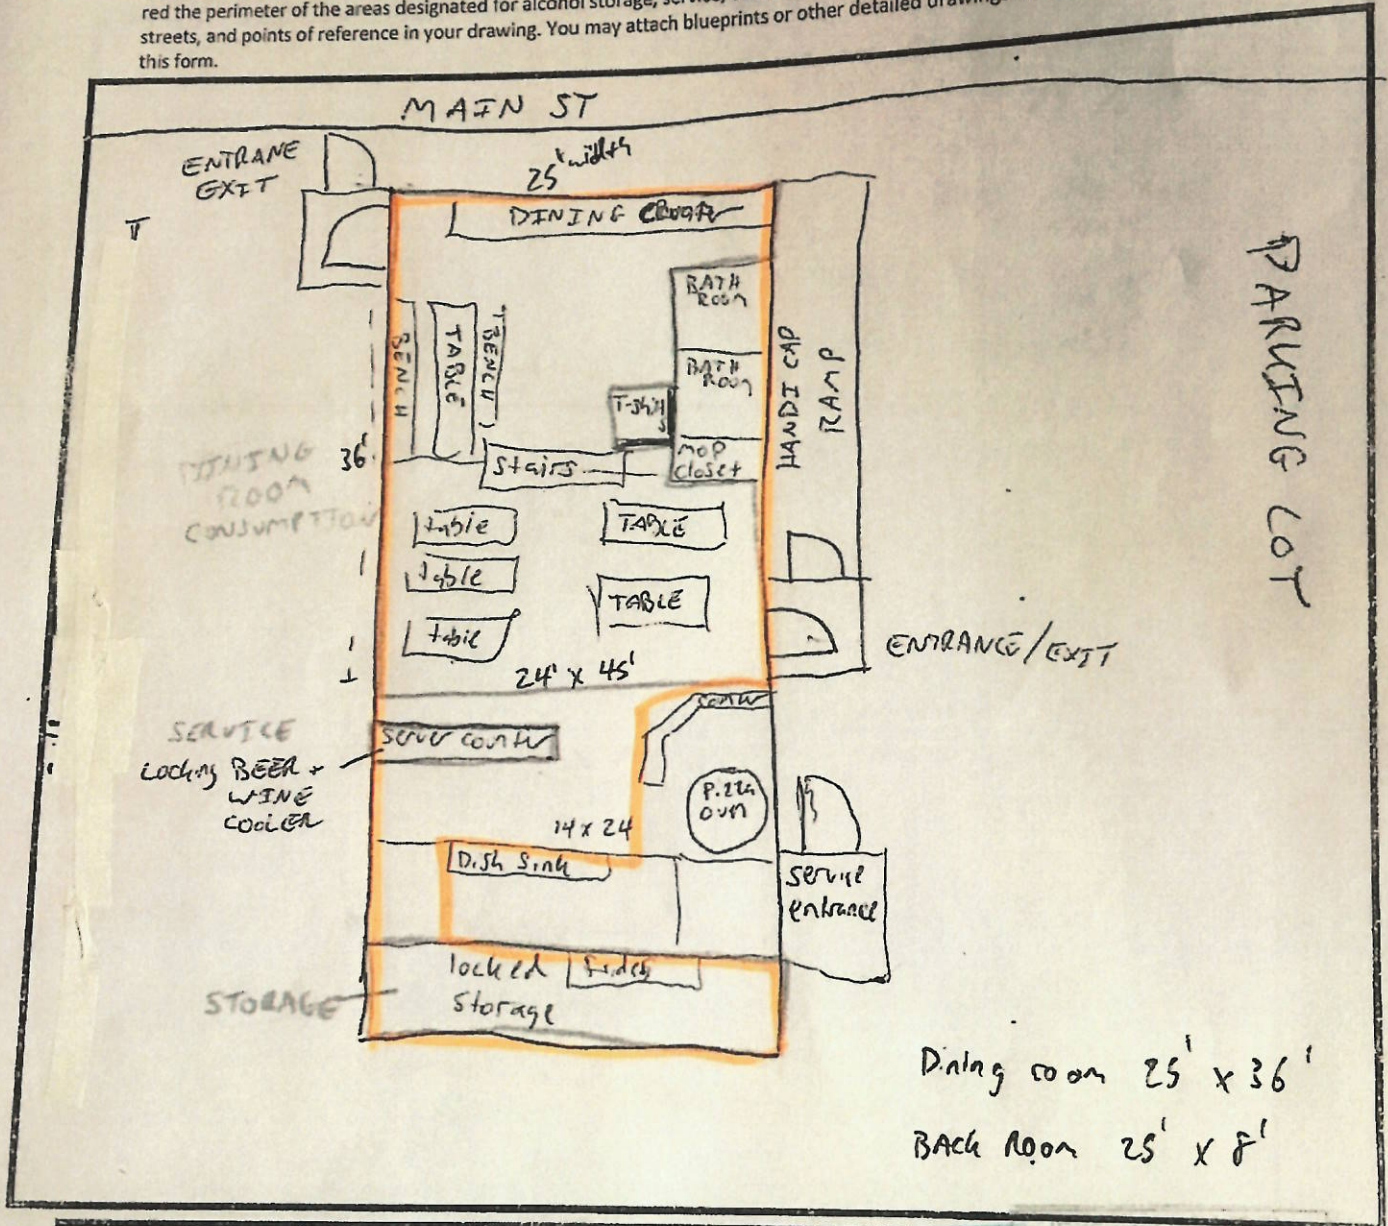 red the perimeter of the areas designated for alcohol storage,
streets, and points of reference in your drawing. You may attach blueprints or other detailed
this form.
MAIN ST
ENTRANE
EXIT
25' width
DINING
BATH
ROOM
BATH
ROOM
BENCH
TABLE
BENCH
T-shirts
MOP
Closet
Stairs
36'
DINING
ROOM
CONSUMPTION
HANDICAP
RAMP
PARKING LOT
table
TABLE
table
TABLE
table
24' x 45'
ENTRANCE/EXIT
SERVICE
Server counter
Locking BEER +
WINE
COOLER
Pizza
oven
14 x 24
Dish Sink
Service
entrance
locked
Storage
STORAGE
Dining room 25' x 36'
BACK ROOM 25' x 8'